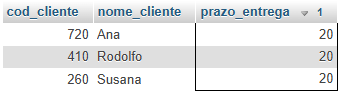 cod_cliente nome_cliente prazo_entrega 1
720 Ana 20
410 Rodolfo 20
260 Susana 20